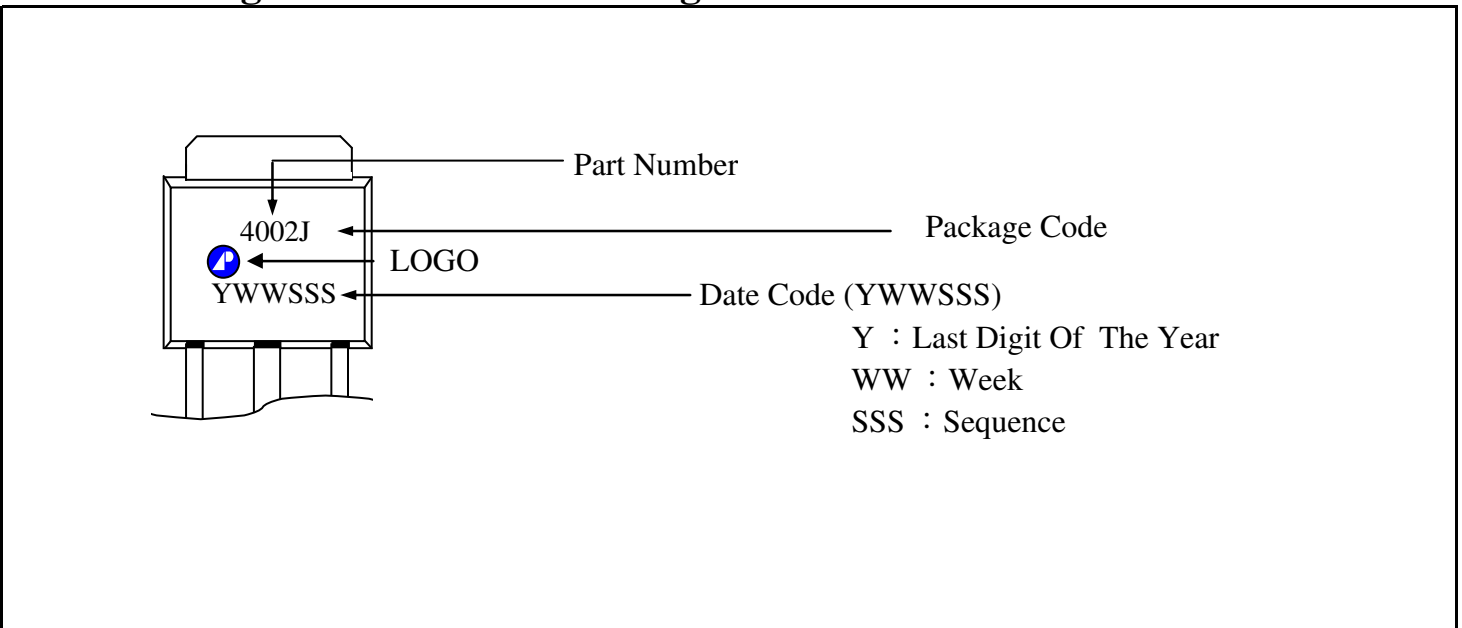 Part Number
4002J
Package Code
LOGO
YWWSSS
Date Code (YWWSSS)
Y ：Last Digit Of The Year
WW ：Week
SSS ：Sequence